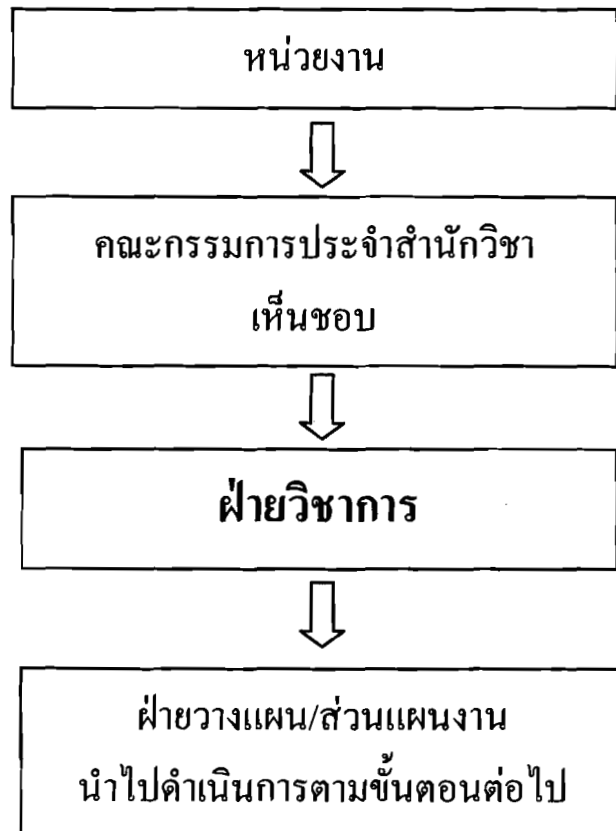 หน่วยงาน
คณะกรรมการประจำสำนักวิชา
เห็นชอบ
ฝ่ายวิชาการ
ฝ่ายวางแผน/ส่วนแผนงาน
นำไปดำเนินการตามขั้นตอนต่อไป